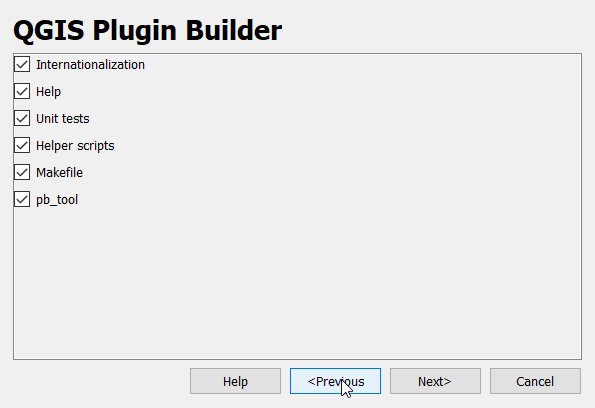 QGIS Plugin Builder
Internationalization
Help
Unit tests
Helper scripts
Makefile
pb_tool
Help
<Previous
Next>
Cancel